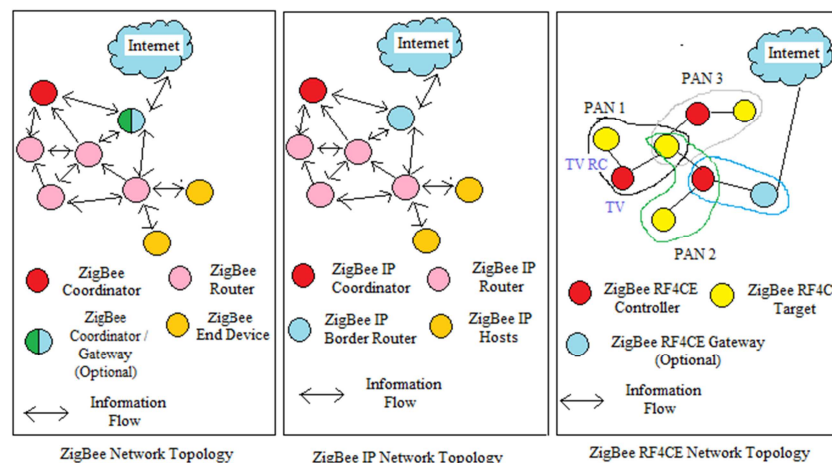 Internet
ZigBee
Coordinator
ZigBee
Router
ZigBee
Coordinator /
Gateway
(Optional)
ZigBee
End Device
Information
Flow
ZigBee Network Topology
Internet
ZigBee IP
Coordinator
ZigBee IP
Router
ZigBee IP
Border Router
ZigBee IP
Hosts
Information
Flow
ZigBee IP Network Topology
Internet
PAN 3
PAN 1
TV RC
TV
PAN 2
ZigBee RF4CE
Controller
ZigBee RF4C
Target
ZigBee RF4CE Gateway
(Optional)
Information
Flow
ZigBee RF4CE Network Topology